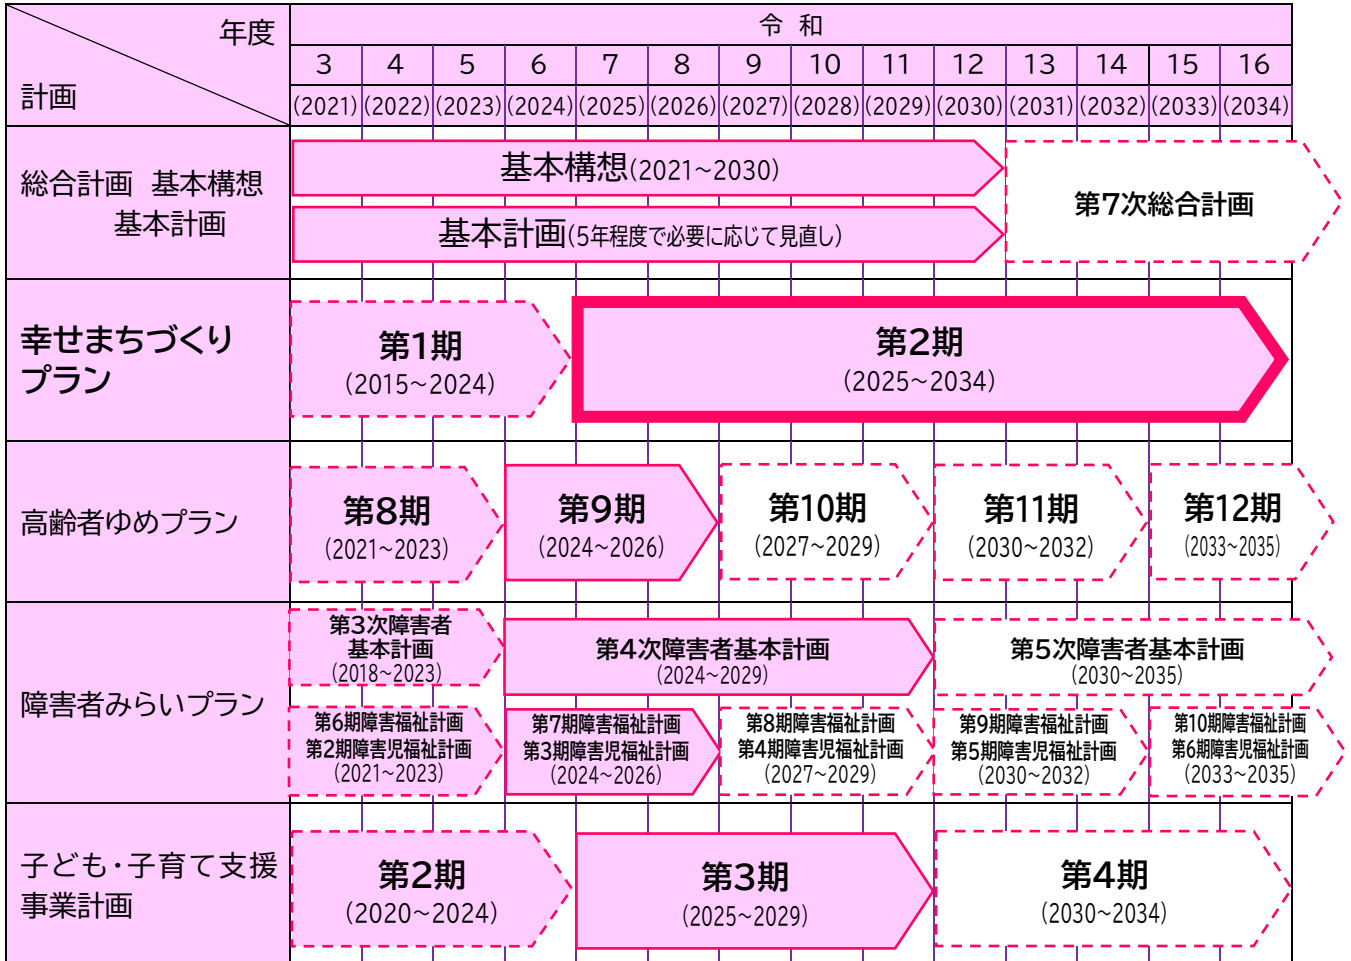 年度
計画
令 和
3 4 5 6 7 8 9 10 11 12 13 14 15 16
(2021) (2022) (2023) (2024) (2025) (2026) (2027) (2028) (2029) (2030) (2031) (2032) (2033) (2034)
総合計画 基本構想
基本計画
基本構想(2021~2030)
基本計画(5年程度で必要に応じて見直し)
第7次総合計画
幸せまちづくり
プラン
第1期
(2015~2024)
第2期
(2025~2034)
高齢者ゆめプラン
第8期
(2021~2023)
第9期
(2024~2026)
第10期
(2027~2029)
第11期
(2030~2032)
第12期
(2033~2035)
障害者みらいプラン
第3次障害者
基本計画
(2018~2023)
第4次障害者基本計画
(2024~2029)
第5次障害者基本計画
(2030~2035)
第6期障害福祉計画
第2期障害児福祉計画
(2021~2023)
第7期障害福祉計画
第3期障害児福祉計画
(2024~2026)
第8期障害福祉計画
第4期障害児福祉計画
(2027~2029)
第9期障害福祉計画
第5期障害児福祉計画
(2030~2032)
第10期障害福祉計画
第6期障害児福祉計画
(2033~2035)
子ども・子育て支援
事業計画
第2期
(2020~2024)
第3期
(2025~2029)
第4期
(2030~2034)